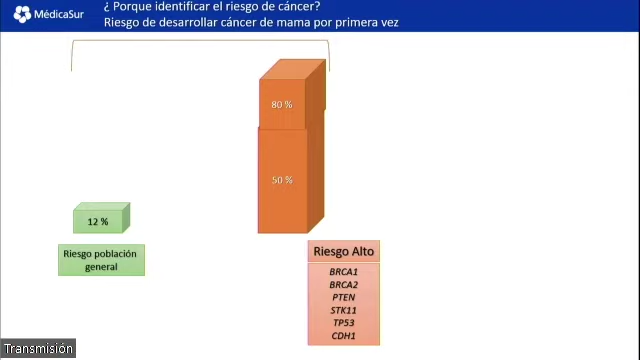 MédicaSur
¿ Porque identificar el riesgo de cáncer?
Riesgo de desarrollar cáncer de mama por primera vez
80 %
50 %
12 %
Riesgo población
general
Riesgo Alto
BRCA1
BRCA2
PTEN
STK11
TP53
CDH1
Transmisión